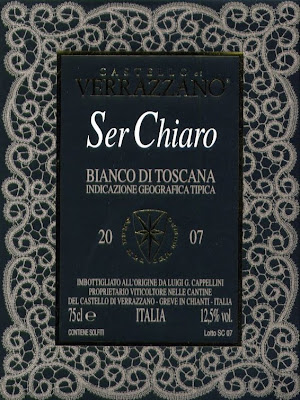 CASTELLO DI
VERRAZZANO®
Ser Chiaro
BIANCO DI TOSCANA
INDICAZIONE GEOGRAFICA TIPICA
20 07
IMBOTTIGLIATO ALL'ORIGINE DA LUIGI G. CAPPELLINI
PROPRIETARIO VITICOLTORE NELLE CANTINE
DEL CASTELLO DI VERRAZZANO - GREVE IN CHIANTI - ITALIA
75 cl e ITALIA 12,5% vol.
CONTIENE SOLFITI Lotto SC 07